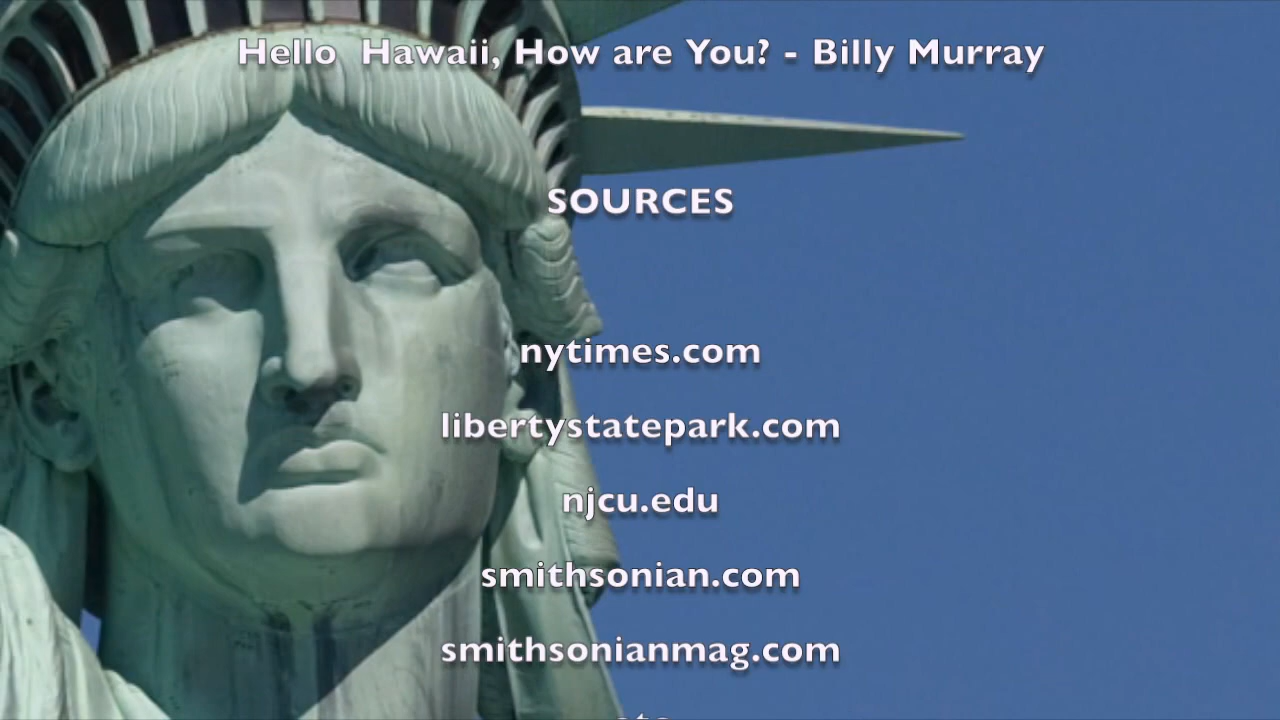 Hello  Hawaii, How are You? - Billy Murray
SOURCES
nytimes.com
libertystatepark.com
njcu.edu
smithsonian.com
smithsonianmag.com